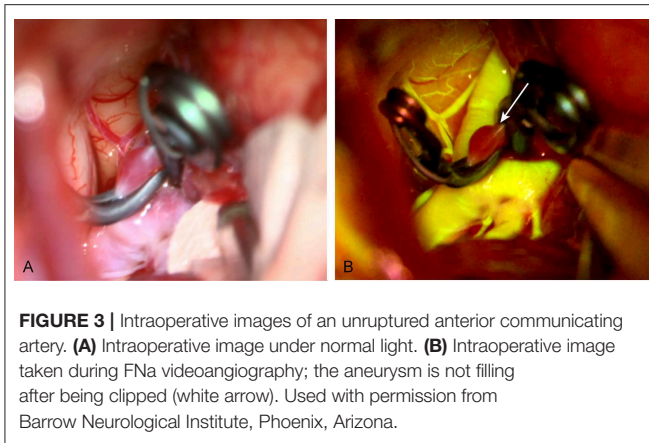 A
B
FIGURE 3 | Intraoperative images of an unruptured anterior communicating
artery. (A) Intraoperative image under normal light. (B) Intraoperative image
taken during FNa videoangiography; the aneurysm is not filling
after being clipped (white arrow). Used with permission from
Barrow Neurological Institute, Phoenix, Arizona.